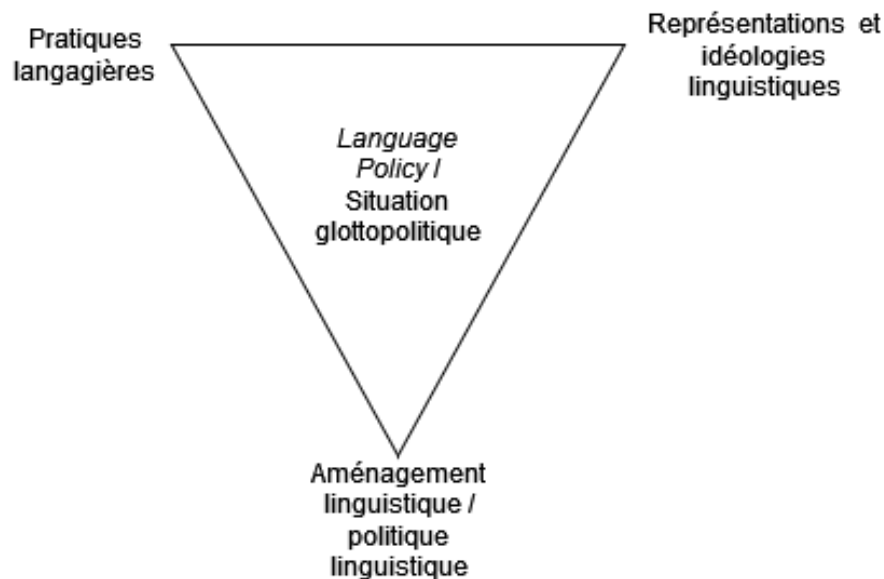 Pratiques
langagières
Représentations et
idéologies
linguistiques
Language
Policy /
Situation
glottopolitique
Aménagement
linguistique /
politique
linguistique